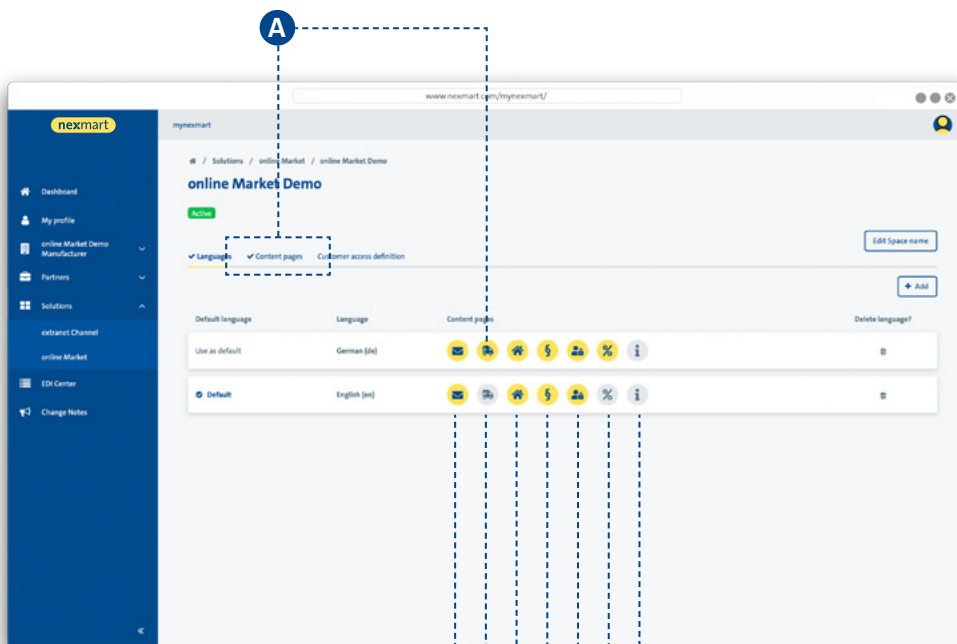 A
www.nexmart.com/mynexmart/
nexmart
mynexmart
/ Solutions / online Market / online Market Demo
online Market Demo
Active
Edit Space name
Languages Content pages Customer access definition
+ Add
Dashboard
My profile
online Market Demo
Manufacturer
Partners
Solutions
extranet Channel
online Market
EDI Center
Change Notes
Default language Language Content pages Delete language?
Use as default German (de) § % i
Default English (en) § % i
«